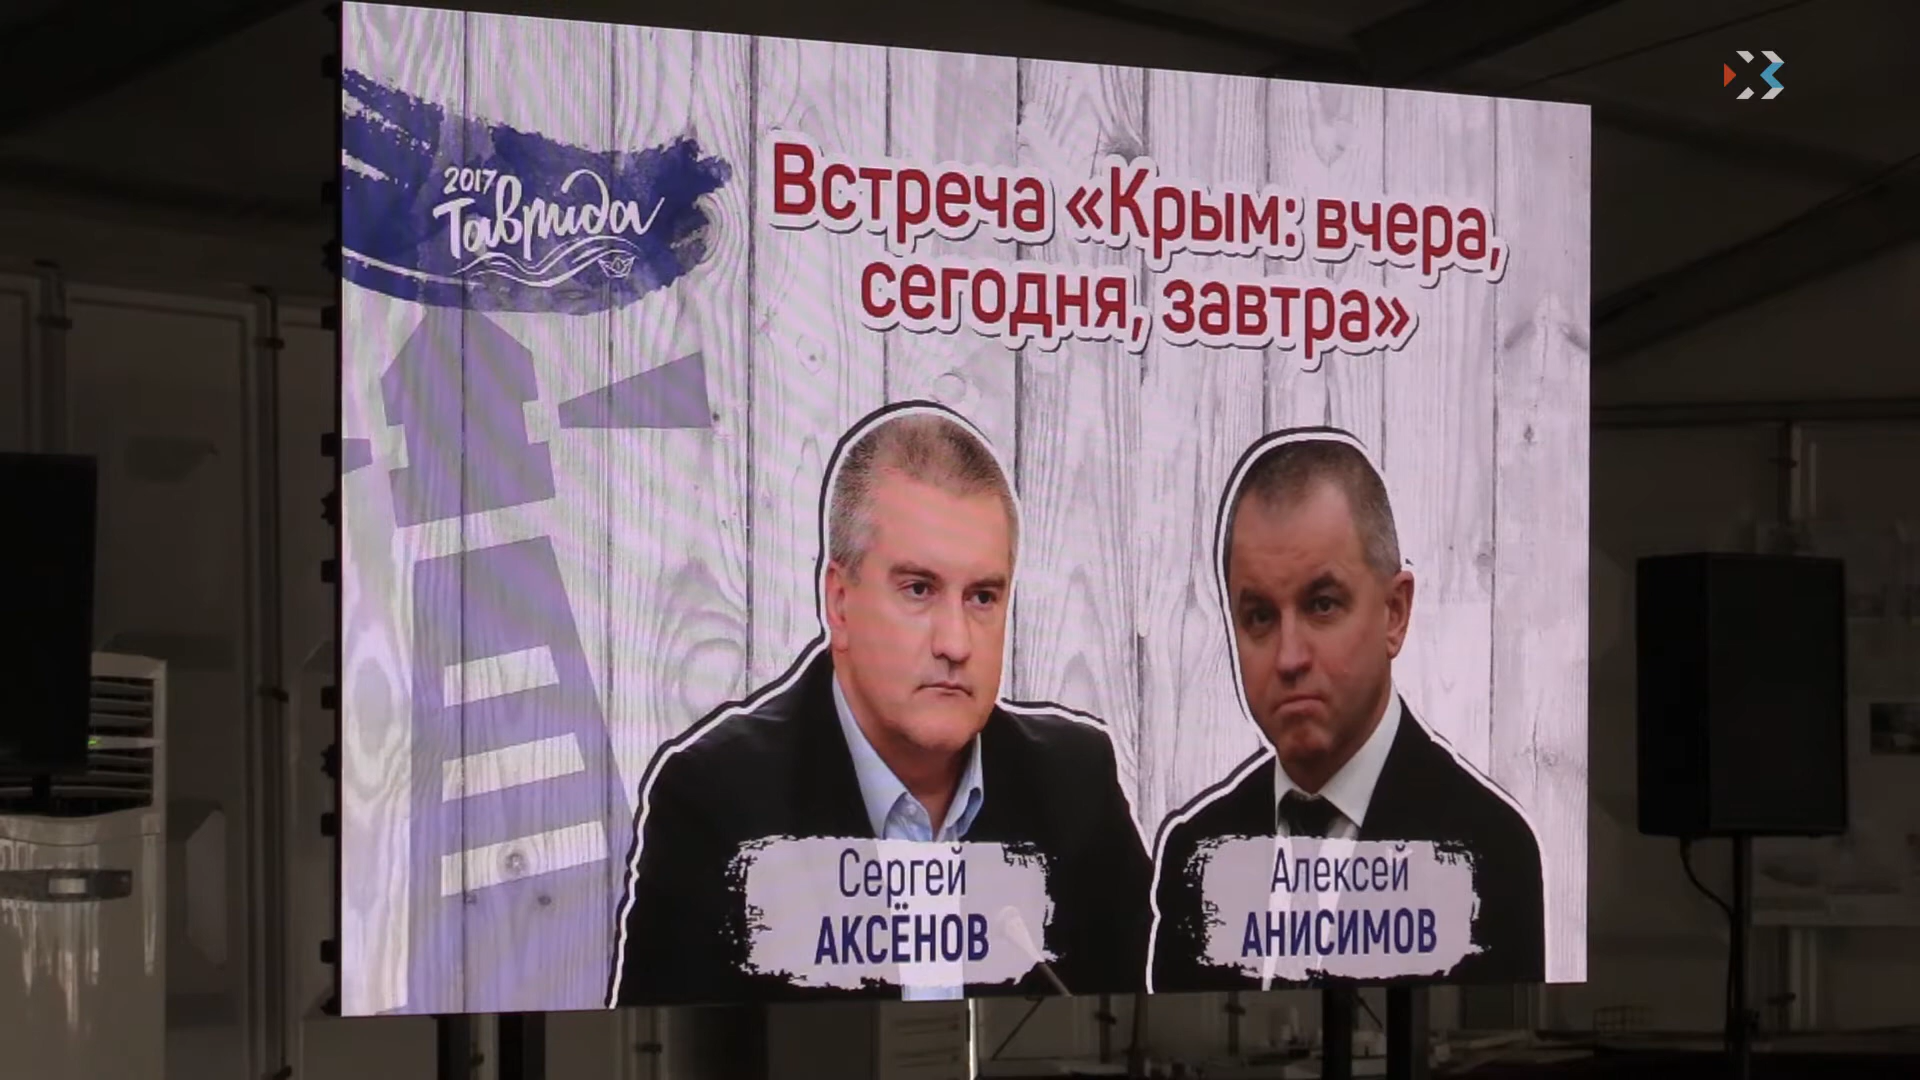 2017
Таврида
Встреча «Крым: вчера,
сегодня, завтра»
Сергей
АКСЁНОВ
Алексей
АНИСИМОВ